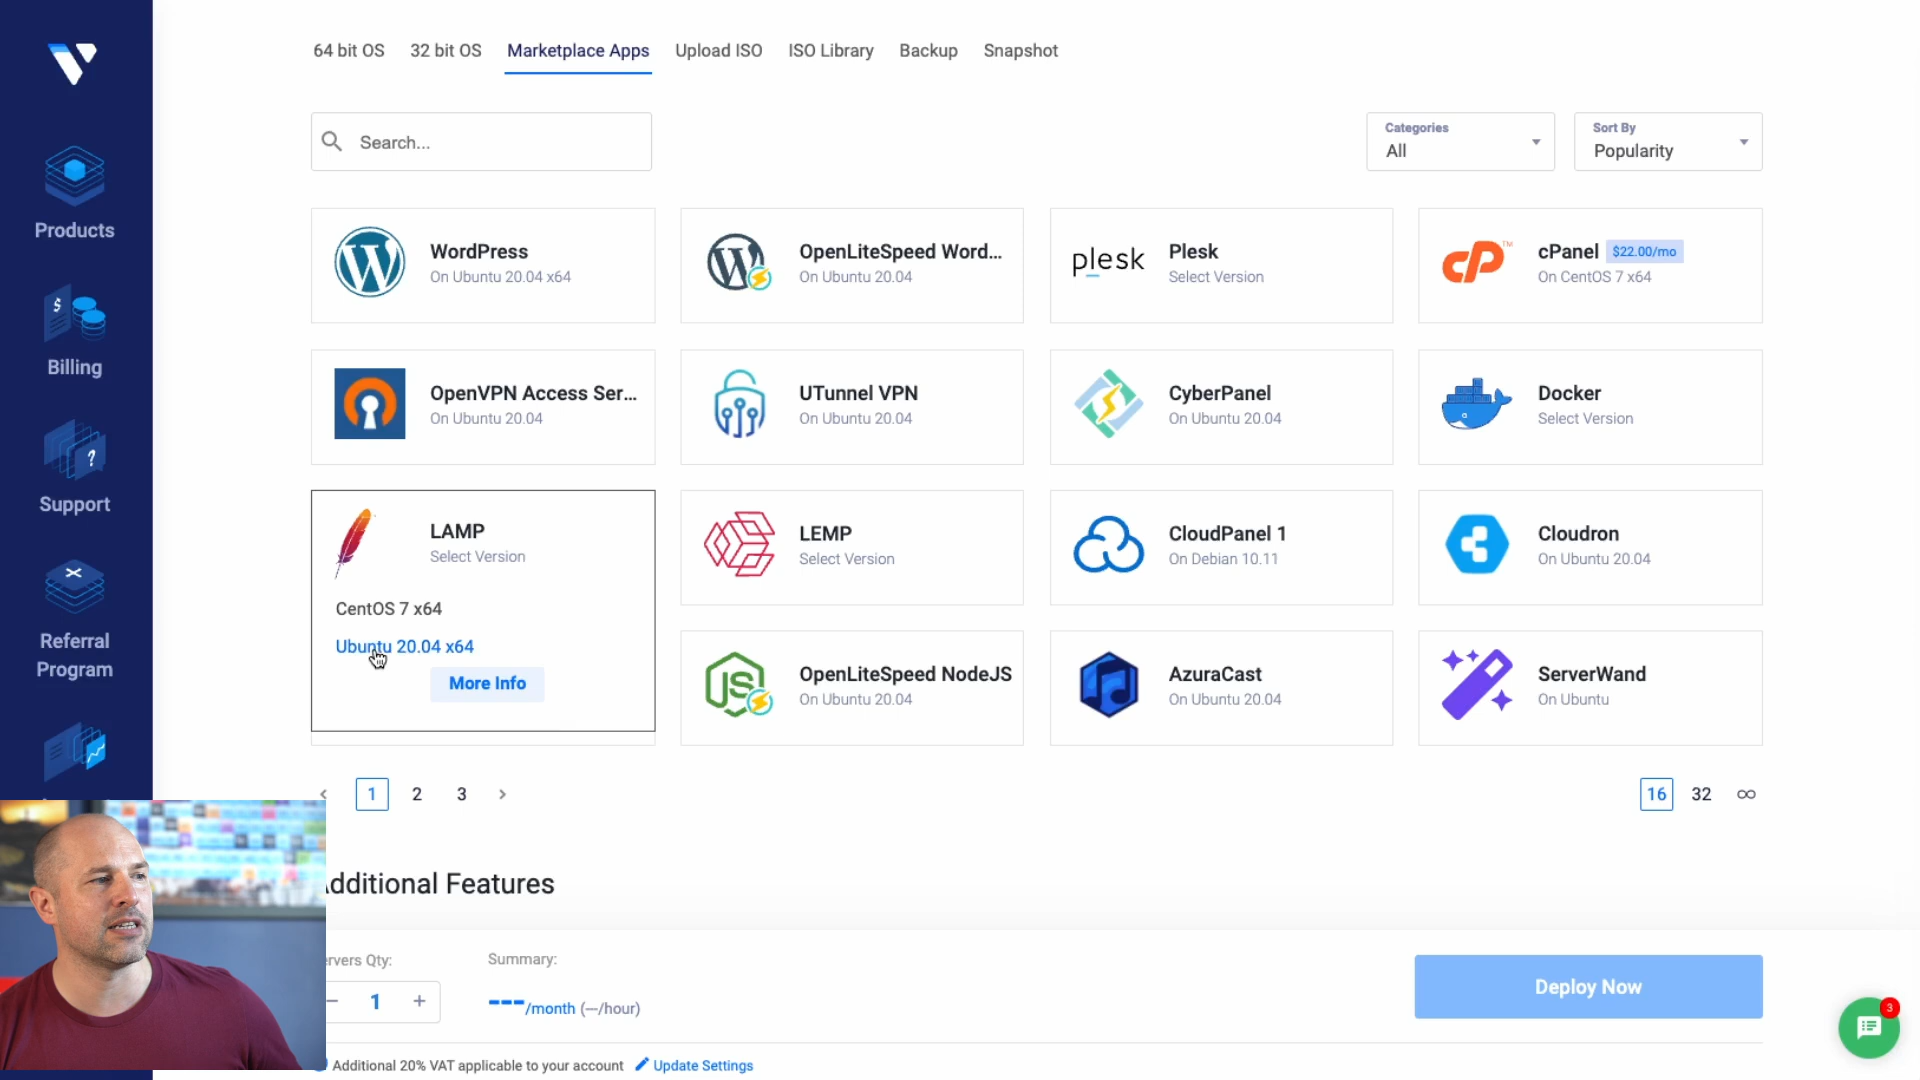 64 bit OS 32 bit OS Marketplace Apps Upload ISO ISO Library Backup Snapshot
Search...
Categories
All
Sort By
Popularity
Products
Billing
Support
Referral
Program
WordPress
On Ubuntu 20.04 x64
OpenLiteSpeed Word...
On Ubuntu 20.04
plesk
Plesk
Select Version
cP™
cPanel $22.00/mo
On CentOS 7 x64
OpenVPN Access Ser...
On Ubuntu 20.04
UTunnel VPN
On Ubuntu 20.04
CyberPanel
On Ubuntu 20.04
Docker
Select Version
LAMP
Select Version
CentOS 7 x64
Ubuntu 20.04 x64
More Info
LEMP
Select Version
CloudPanel 1
On Debian 10.11
Cloudron
On Ubuntu 20.04
JS
OpenLiteSpeed NodeJS
On Ubuntu 20.04
AzuraCast
On Ubuntu 20.04
ServerWand
On Ubuntu
‹ 1 2 3 ›
16 32 ∞
dditional Features
rvers Qty:
− 1 +
Summary:
---/month (--/hour)
Deploy Now
3
Additional 20% VAT applicable to your account Update Settings